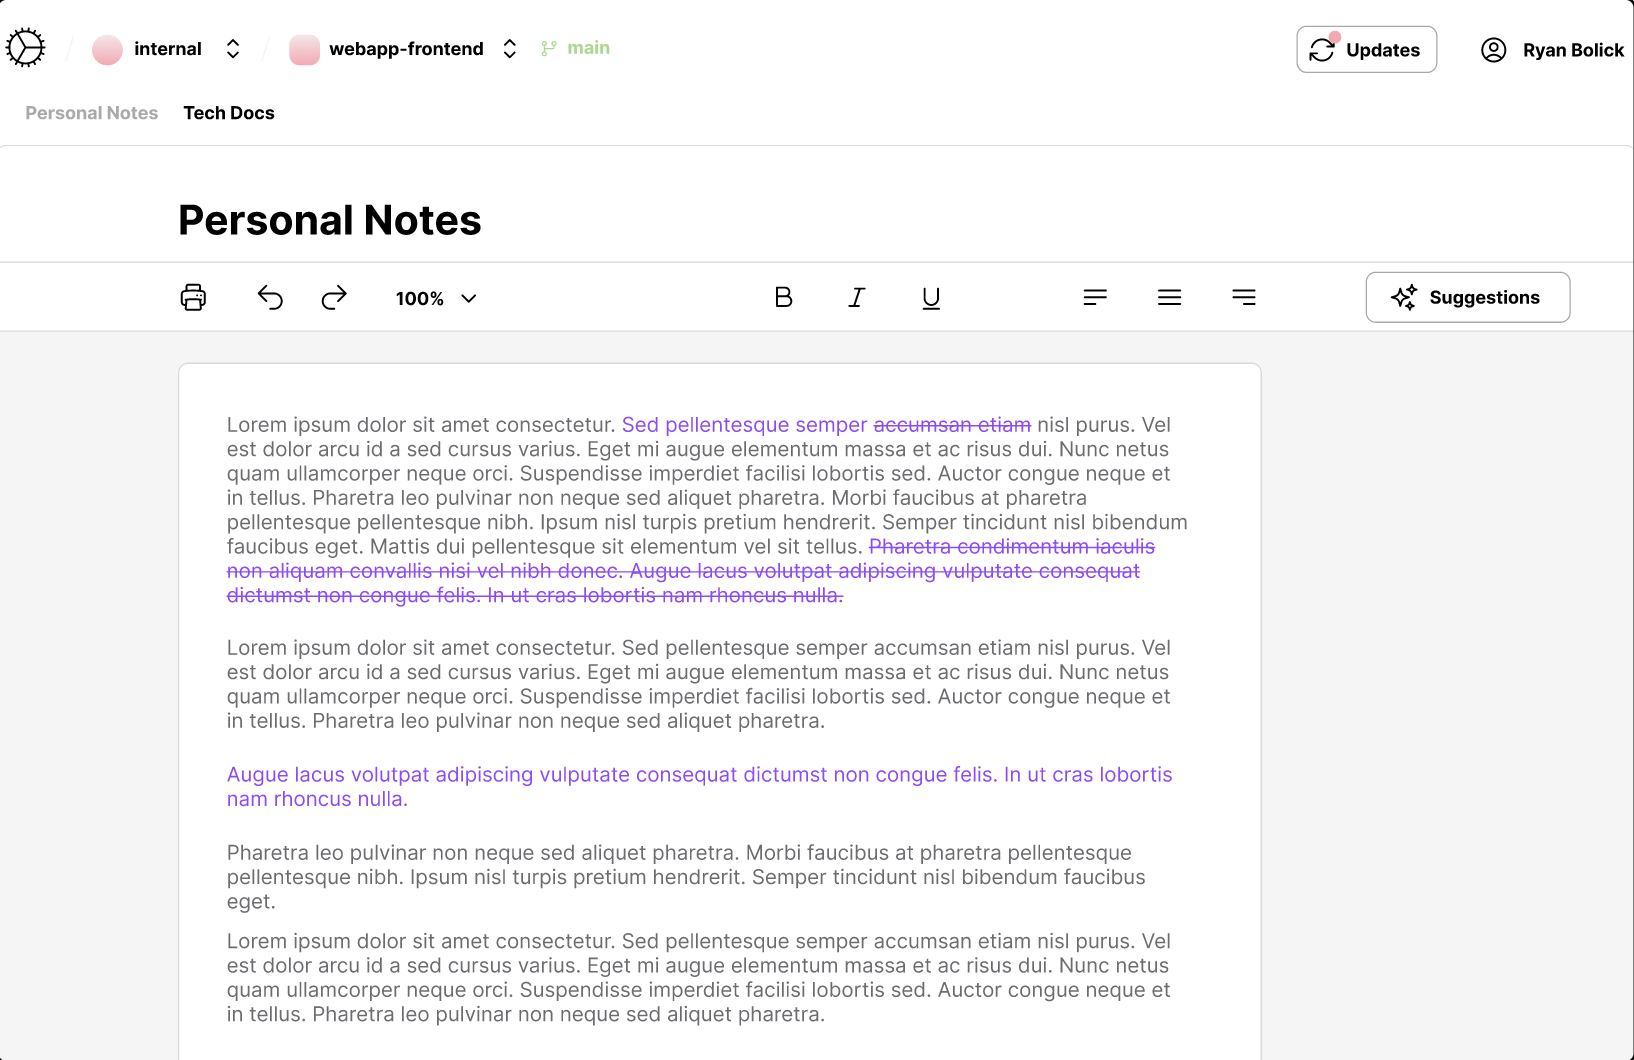 internal
webapp-frontend
main
Updates
Ryan Bolick
Personal Notes
Tech Docs
Personal Notes
100%
B
I
U
Suggestions
Lorem ipsum dolor sit amet consectetur. Sed pellentesque semper accumsan etiam nisl purus. Vel
est dolor arcu id a sed cursus varius. Eget mi augue elementum massa et ac risus dui. Nunc netus
quam ullamcorper neque orci. Suspendisse imperdiet facilisi lobortis sed. Auctor congue neque et
in tellus. Pharetra leo pulvinar non neque sed aliquet pharetra. Morbi faucibus at pharetra
pellentesque pellentesque nibh. Ipsum nisl turpis pretium hendrerit. Semper tincidunt nisl bibendum
faucibus eget. Mattis dui pellentesque sit elementum vel sit tellus. Pharetra condimentum iaculis
non aliquam convallis nisi vel nibh donec. Augue lacus volutpat adipiscing vulputate consequat
dictumst non congue felis. In ut cras lobortis nam rhoncus nulla.
Lorem ipsum dolor sit amet consectetur. Sed pellentesque semper accumsan etiam nisl purus. Vel
est dolor arcu id a sed cursus varius. Eget mi augue elementum massa et ac risus dui. Nunc netus
quam ullamcorper neque orci. Suspendisse imperdiet facilisi lobortis sed. Auctor congue neque et
in tellus. Pharetra leo pulvinar non neque sed aliquet pharetra.
Augue lacus volutpat adipiscing vulputate consequat dictumst non congue felis. In ut cras lobortis
nam rhoncus nulla.
Pharetra leo pulvinar non neque sed aliquet pharetra. Morbi faucibus at pharetra pellentesque
pellentesque nibh. Ipsum nisl turpis pretium hendrerit. Semper tincidunt nisl bibendum faucibus
eget.
Lorem ipsum dolor sit amet consectetur. Sed pellentesque semper accumsan etiam nisl purus. Vel
est dolor arcu id a sed cursus varius. Eget mi augue elementum massa et ac risus dui. Nunc netus
quam ullamcorper neque orci. Suspendisse imperdiet facilisi lobortis sed. Auctor congue neque et
in tellus. Pharetra leo pulvinar non neque sed aliquet pharetra.